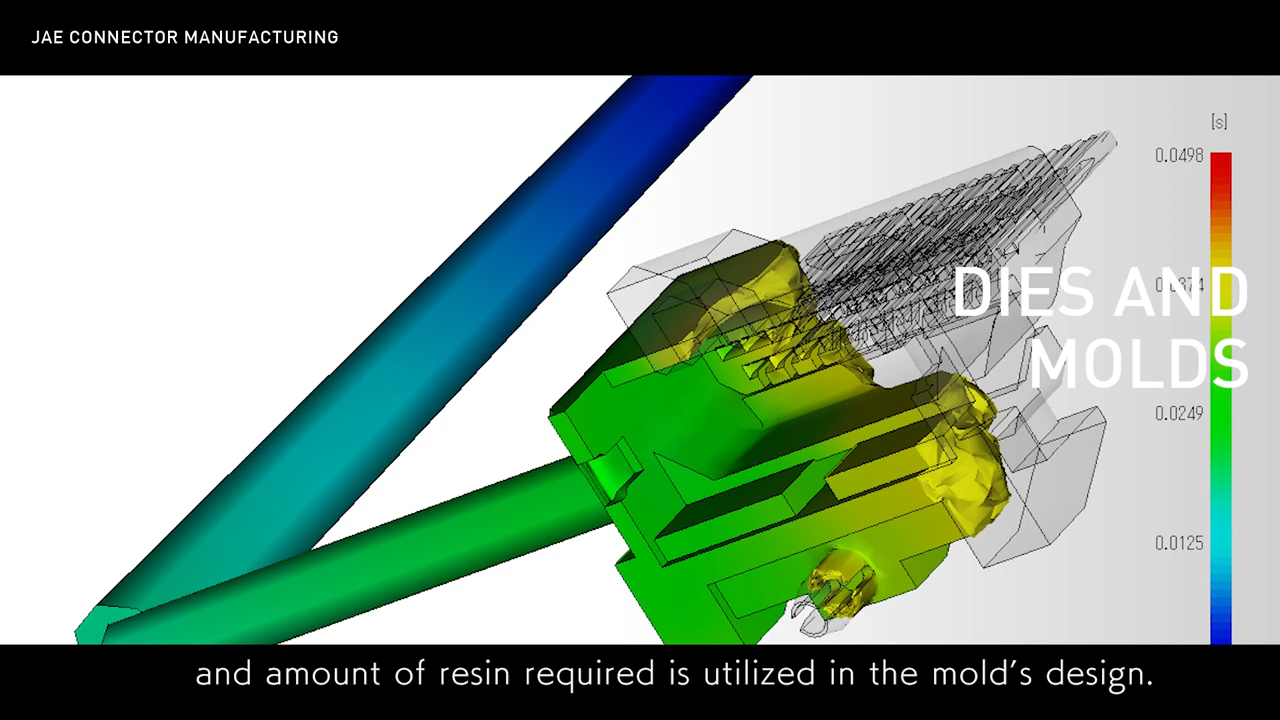 JAE CONNECTOR MANUFACTURING
[s]
0.0498
DIES AND
MOLDS
0.0249
0.0125
and amount of resin required is utilized in the mold's design.